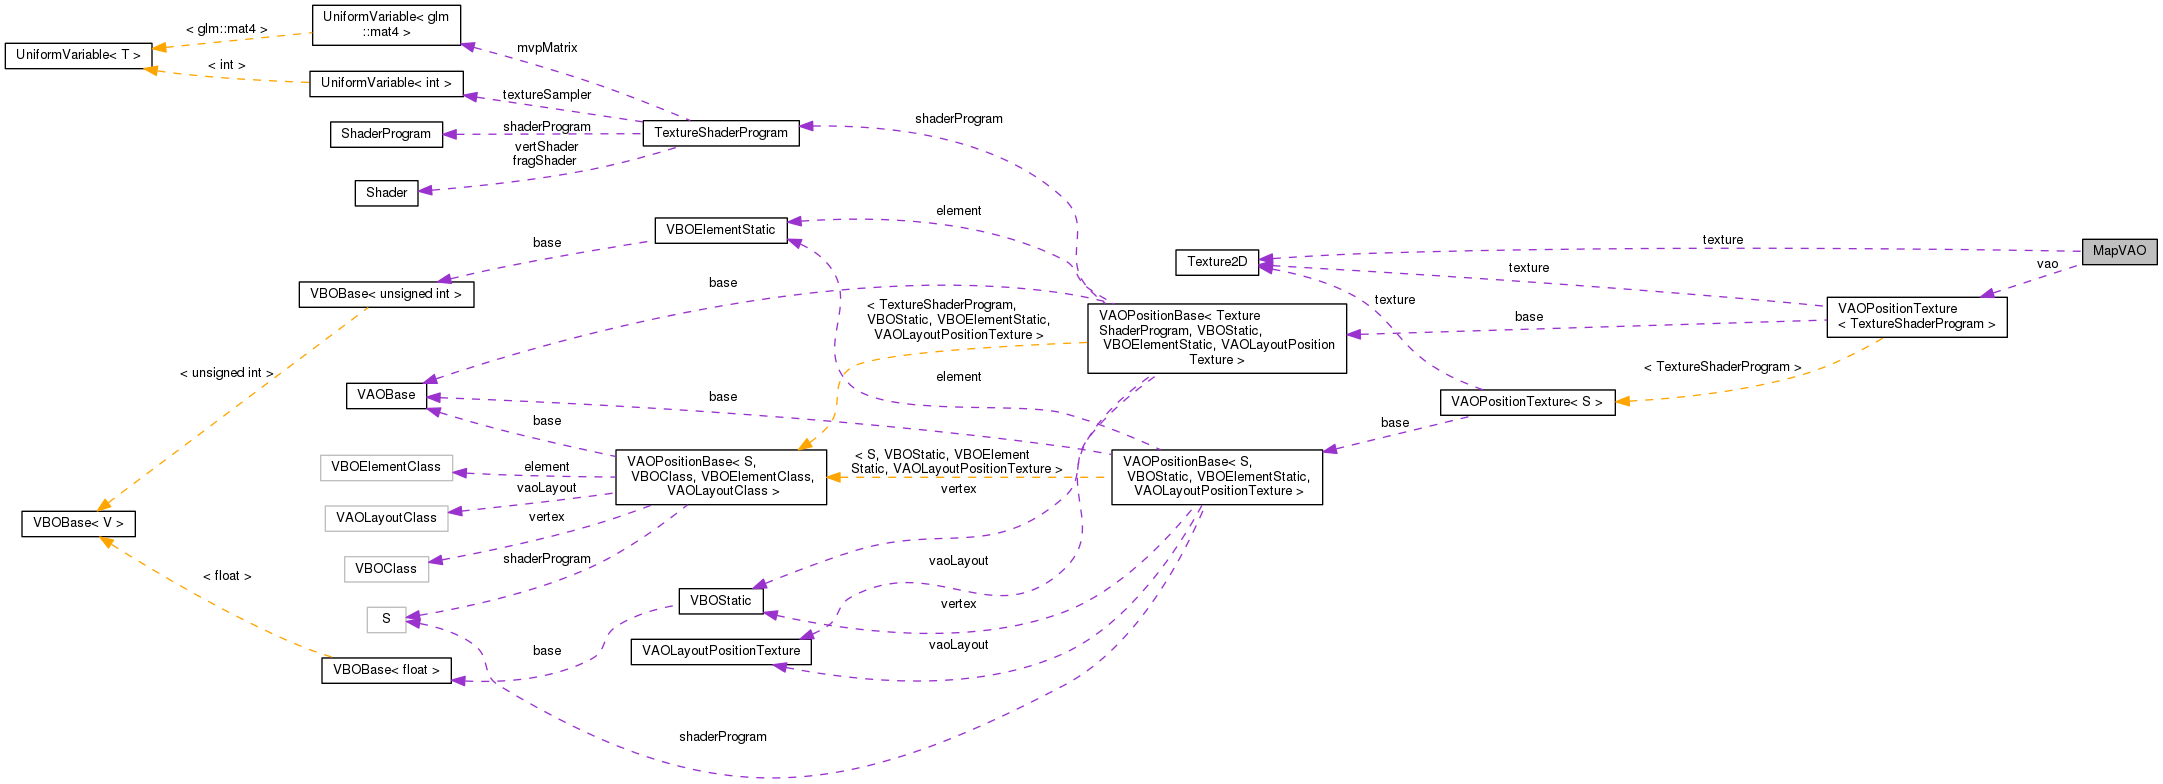 UniformVariable< glm
::mat4 >
< glm::mat4 >
UniformVariable< T >
mvpMatrix
< int >
UniformVariable< int >
textureSampler
shaderProgram
ShaderProgram
shaderProgram
TextureShaderProgram
vertShader
fragShader
Shader
element
VBOElementStatic
base
texture
MapVAO
Texture2D
vao
texture
base
VBOBase< unsigned int >
texture
VAOPositionTexture
< TextureShaderProgram >
< TextureShaderProgram,
VBOStatic, VBOElementStatic,
VAOLayoutPositionTexture >
VAOPositionBase< Texture
ShaderProgram, VBOStatic,
VBOElementStatic, VAOLayoutPosition
Texture >
base
< unsigned int >
element
< TextureShaderProgram >
VAOBase
base
VAOPositionTexture< S >
base
base
VBOElementClass
element
VAOPositionBase< S,
VBOClass, VBOElementClass,
VAOLayoutClass >
< S, VBOStatic, VBOElement
Static, VAOLayoutPositionTexture >
VAOPositionBase< S,
VBOStatic, VBOElementStatic,
VAOLayoutPositionTexture >
vaoLayout
vertex
VAOLayoutClass
vertex
VBOBase< V >
shaderProgram
vaoLayout
VBOClass
< float >
VBOStatic
vertex
S
base
VAOLayoutPositionTexture
vaoLayout
VBOBase< float >
shaderProgram